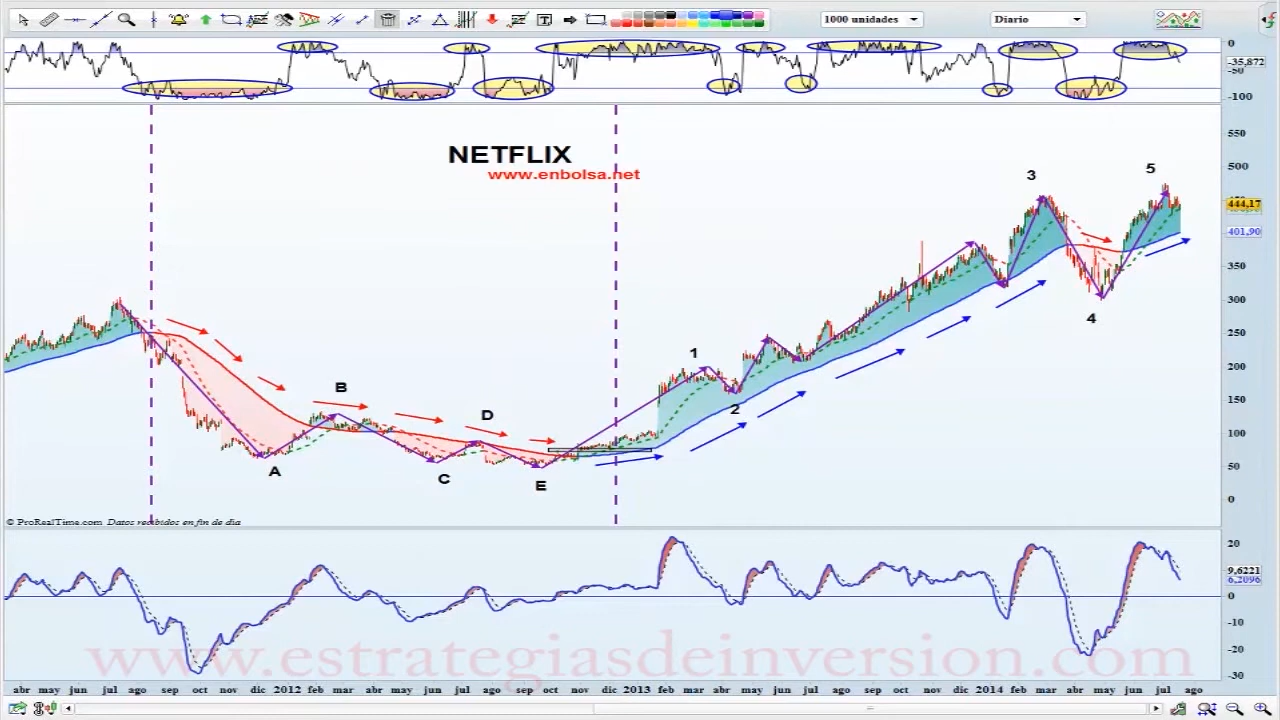 1000 unidades
Diario
0
-35,872
-50
-100
NETFLIX
www.enbolsa.net
550
500
444,17
401,90
350
300
250
200
150
100
50
0
3
5
4
1
2
B
D
A
C
E
© ProRealTime.com Datos recibidos en fin de día
20
9,6221
6,2096
0
-10
-20
-30
www.estrategiasdeinversion.com
abr may jun jul ago sep oct nov dic 2012 feb mar abr may jun jul ago sep oct nov dic 2013 feb mar abr may jun jul ago sep oct nov dic 2014 feb mar abr may jun jul ago